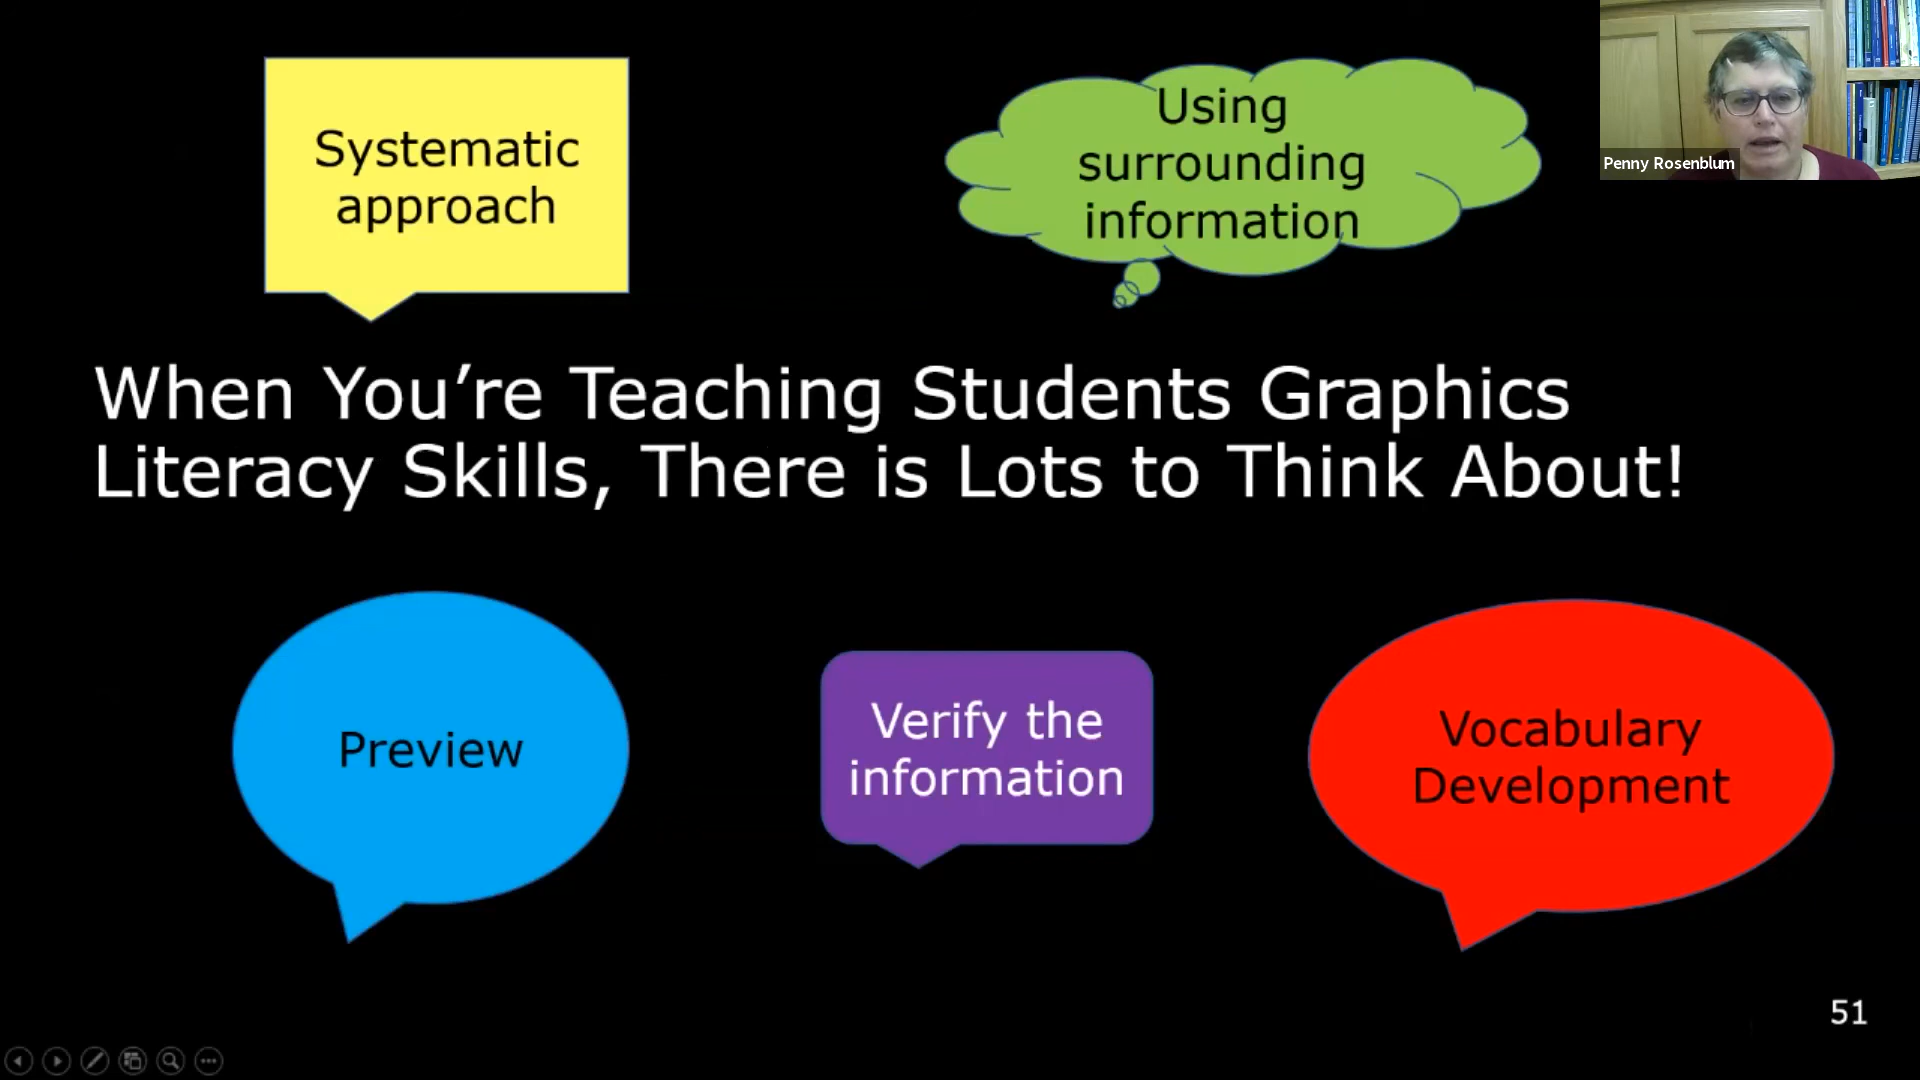 Systematic
approach
Using
surrounding
information
Penny Rosenblum
When You’re Teaching Students Graphics
Literacy Skills, There is Lots to Think About!
Preview
Verify the
information
Vocabulary
Development
51